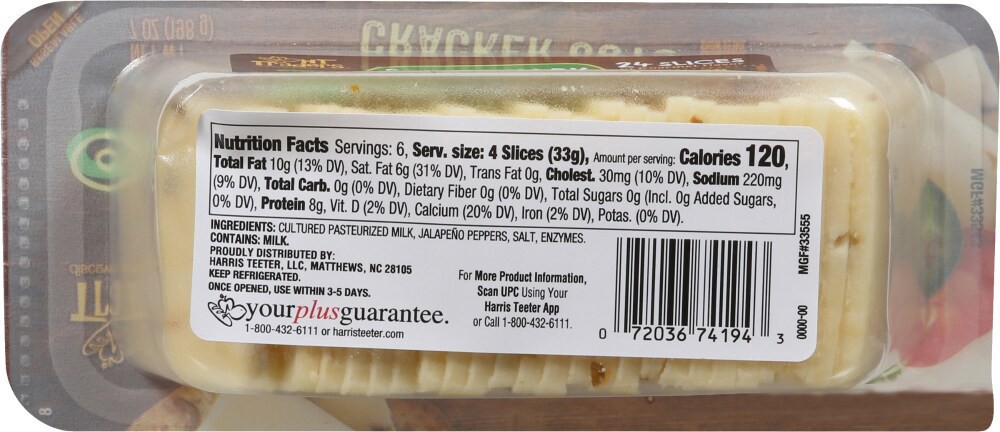 OPEN
CRACKER CUTS
24 SLICES
Nutrition Facts Servings: 6, Serv. size: 4 Slices (33g), Amount per serving: Calories 120,
Total Fat 10g (13% DV), Sat. Fat 6g (31% DV), Trans Fat 0g, Cholest. 30mg (10% DV), Sodium 220mg
(9% DV), Total Carb. 0g (0% DV), Dietary Fiber 0g (0% DV), Total Sugars 0g (Incl. 0g Added Sugars,
0% DV), Protein 8g, Vit. D (2% DV), Calcium (20% DV), Iron (2% DV), Potas. (0% DV).
INGREDIENTS: CULTURED PASTEURIZED MILK, JALAPEÑO PEPPERS, SALT, ENZYMES.
CONTAINS: MILK.
PROUDLY DISTRIBUTED BY:
HARRIS TEETER, LLC, MATTHEWS, NC 28105
KEEP REFRIGERATED.
ONCE OPENED, USE WITHIN 3-5 DAYS.
yourplusguarantee.
1-800-432-6111 or harristeeter.com
For More Product Information,
Scan UPC Using Your
Harris Teeter App
or Call 1-800-432-6111.
0 72036 74194 3
MGF#33555
0000-00
8